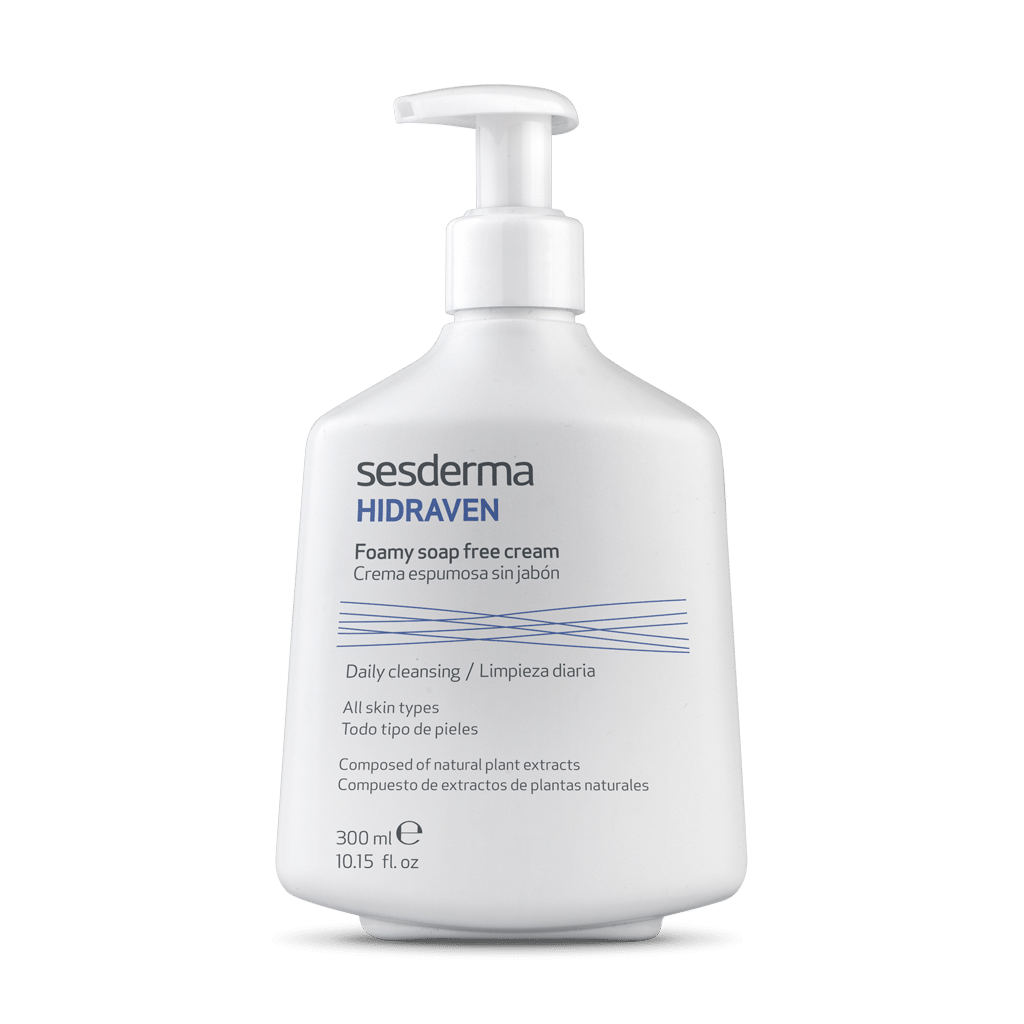 sesderma
HIDRAVEN
Foamy soap free cream
Crema espumosa sin jabón
Daily cleansing / Limpieza diaria
All skin types
Todo tipo de pieles
Composed of natural plant extracts
Compuesto de extractos de plantas naturales
300 ml ℮
10.15 fl. oz